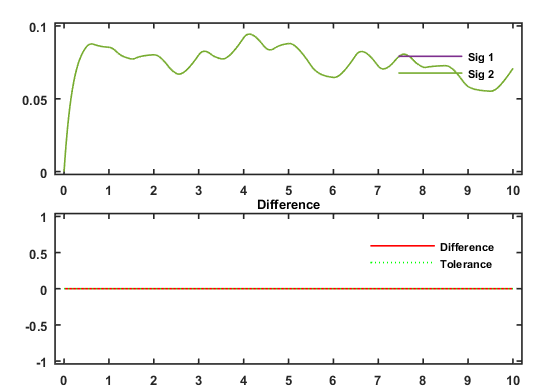 0.1
Sig 1
Sig 2
0.05
0
0 1 2 3 4 5 6 7 8 9 10
Difference
1
Difference
0.5
Tolerance
0
-0.5
-1
0 1 2 3 4 5 6 7 8 9 10